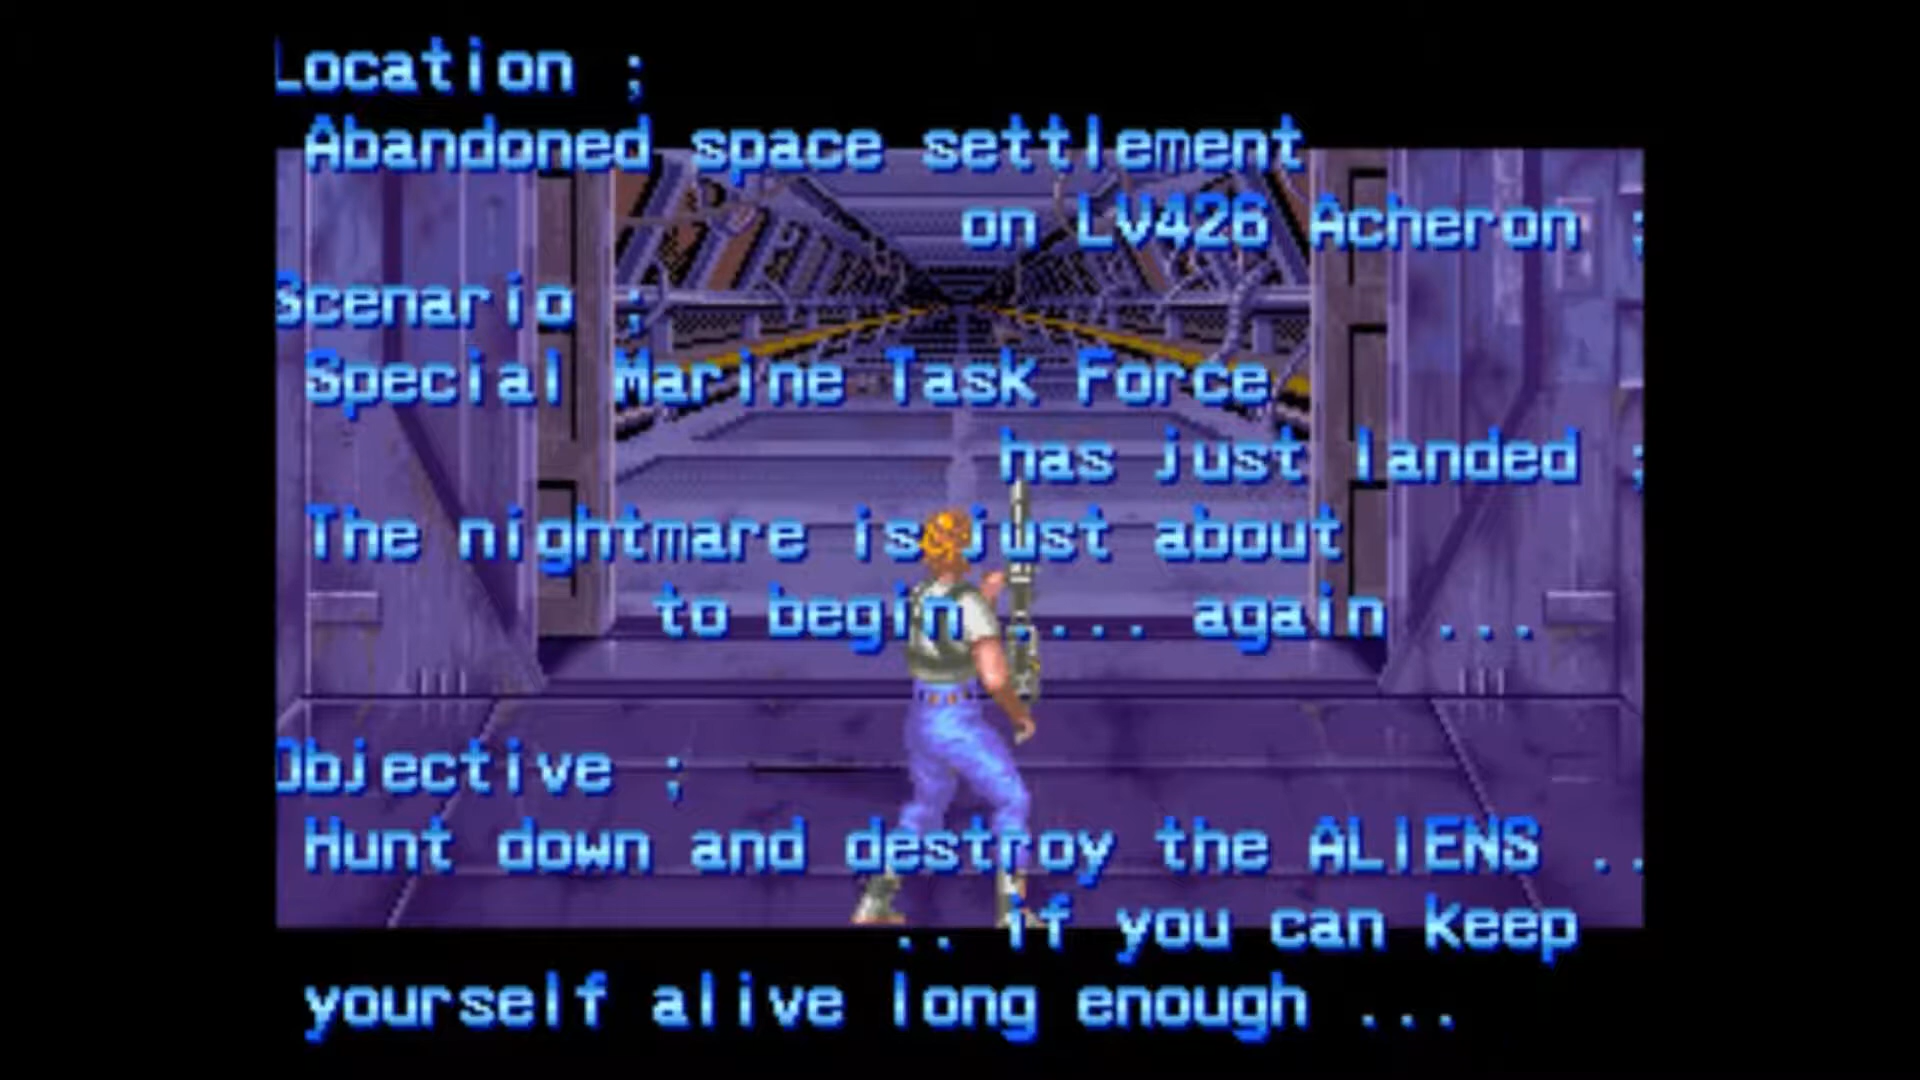 Location ;
Abandoned space settlement
on LV426 Acheron ;
Scenario ;
Special Marine Task Force
has just landed ;
The nightmare is just about
to begin .... again ...
Objective ;
Hunt down and destroy the ALIENS ..
.. if you can keep
yourself alive long enough ...